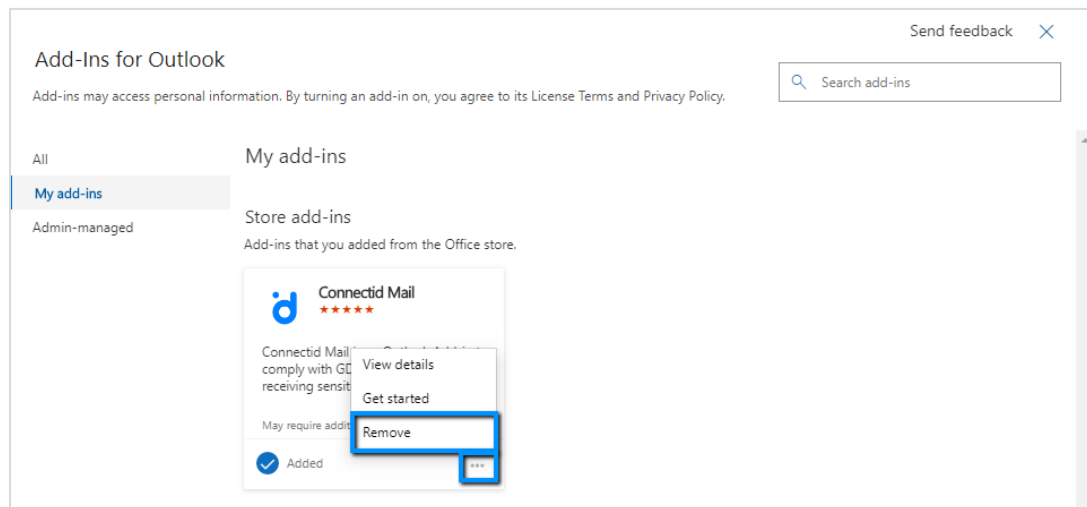 Send feedback
Add-Ins for Outlook
Search add-ins
Add-ins may access personal information. By turning an add-in on, you agree to its License Terms and Privacy Policy.
All
My add-ins
Admin-managed
My add-ins
Store add-ins
Add-ins that you added from the Office store.
Connectid Mail
Connectid Mail
comply with GD
receiving sensit
May require addit
View details
Get started
Remove
Added